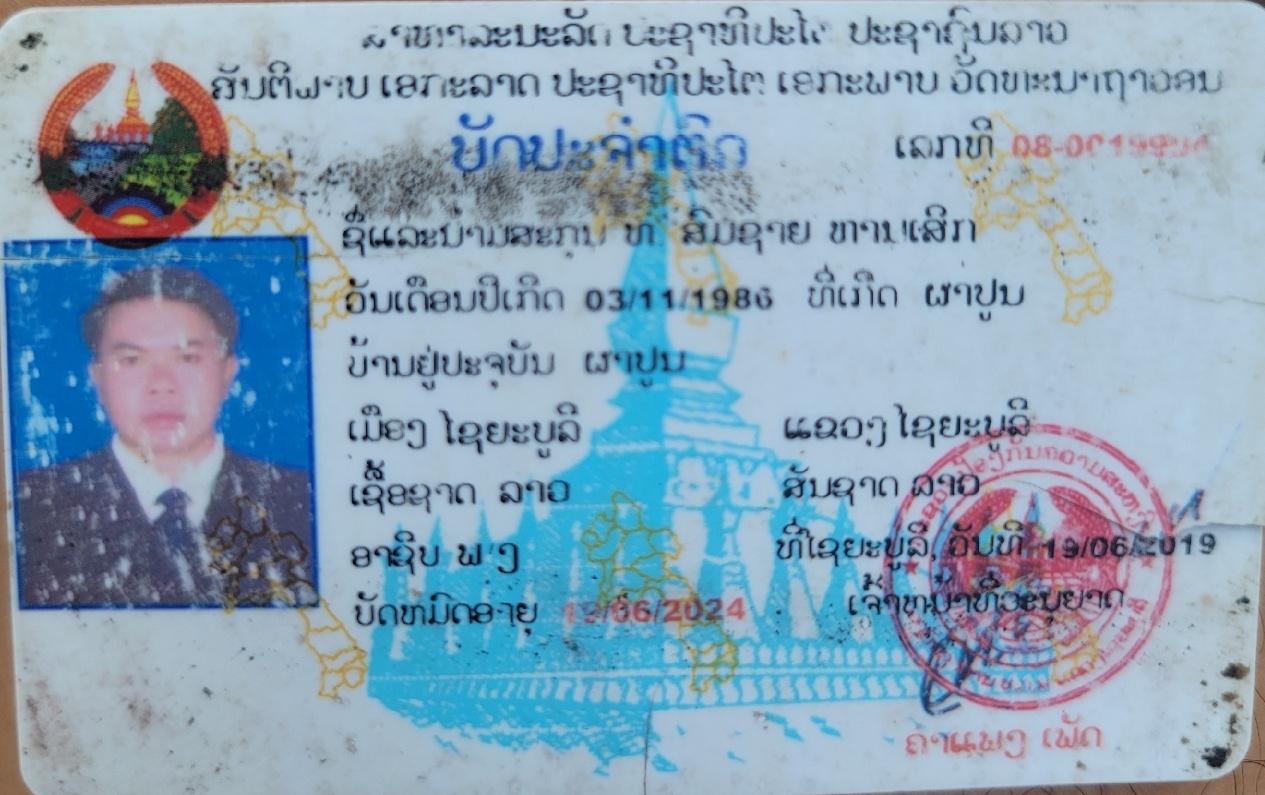 ສາທາລະນະລັດ ປະຊາທິປະໄຕ ປະຊາຊົນລາວ
ສັນຕິພາບ ເອກະລາດ ປະຊາທິປະໄຕ ເອກະພາບ ວັດທະນາຖາວອນ
ບັດປະຈຳຕົວ
ເລກທີ 08-0019
ຊື່ແລະນາມສະກຸນ ທ. ສົມຊາຍ ຫານເສິກ
ວັນເດືອນປີເກີດ 03/11/1986 ທີ່ເກີດ ຜາປູນ
ບ້ານຢູ່ປະຈຸບັນ ຜາປູນ
ເມືອງ ໄຊຍະບູລີ ແຂວງ ໄຊຍະບູລີ
ເຊື້ອຊາດ ລາວ ສັນຊາດ ລາວ
ອາຊີບ
ທີ່ໄຊຍະບູລີ, ວັນທີ 19/06/2019
ບັດຫມົດອາຍຸ 19/06/2024
ເຈົ້າຫນ້າທີ່ອະນຸຍາດ
ຄຳແພງ ເພັດ